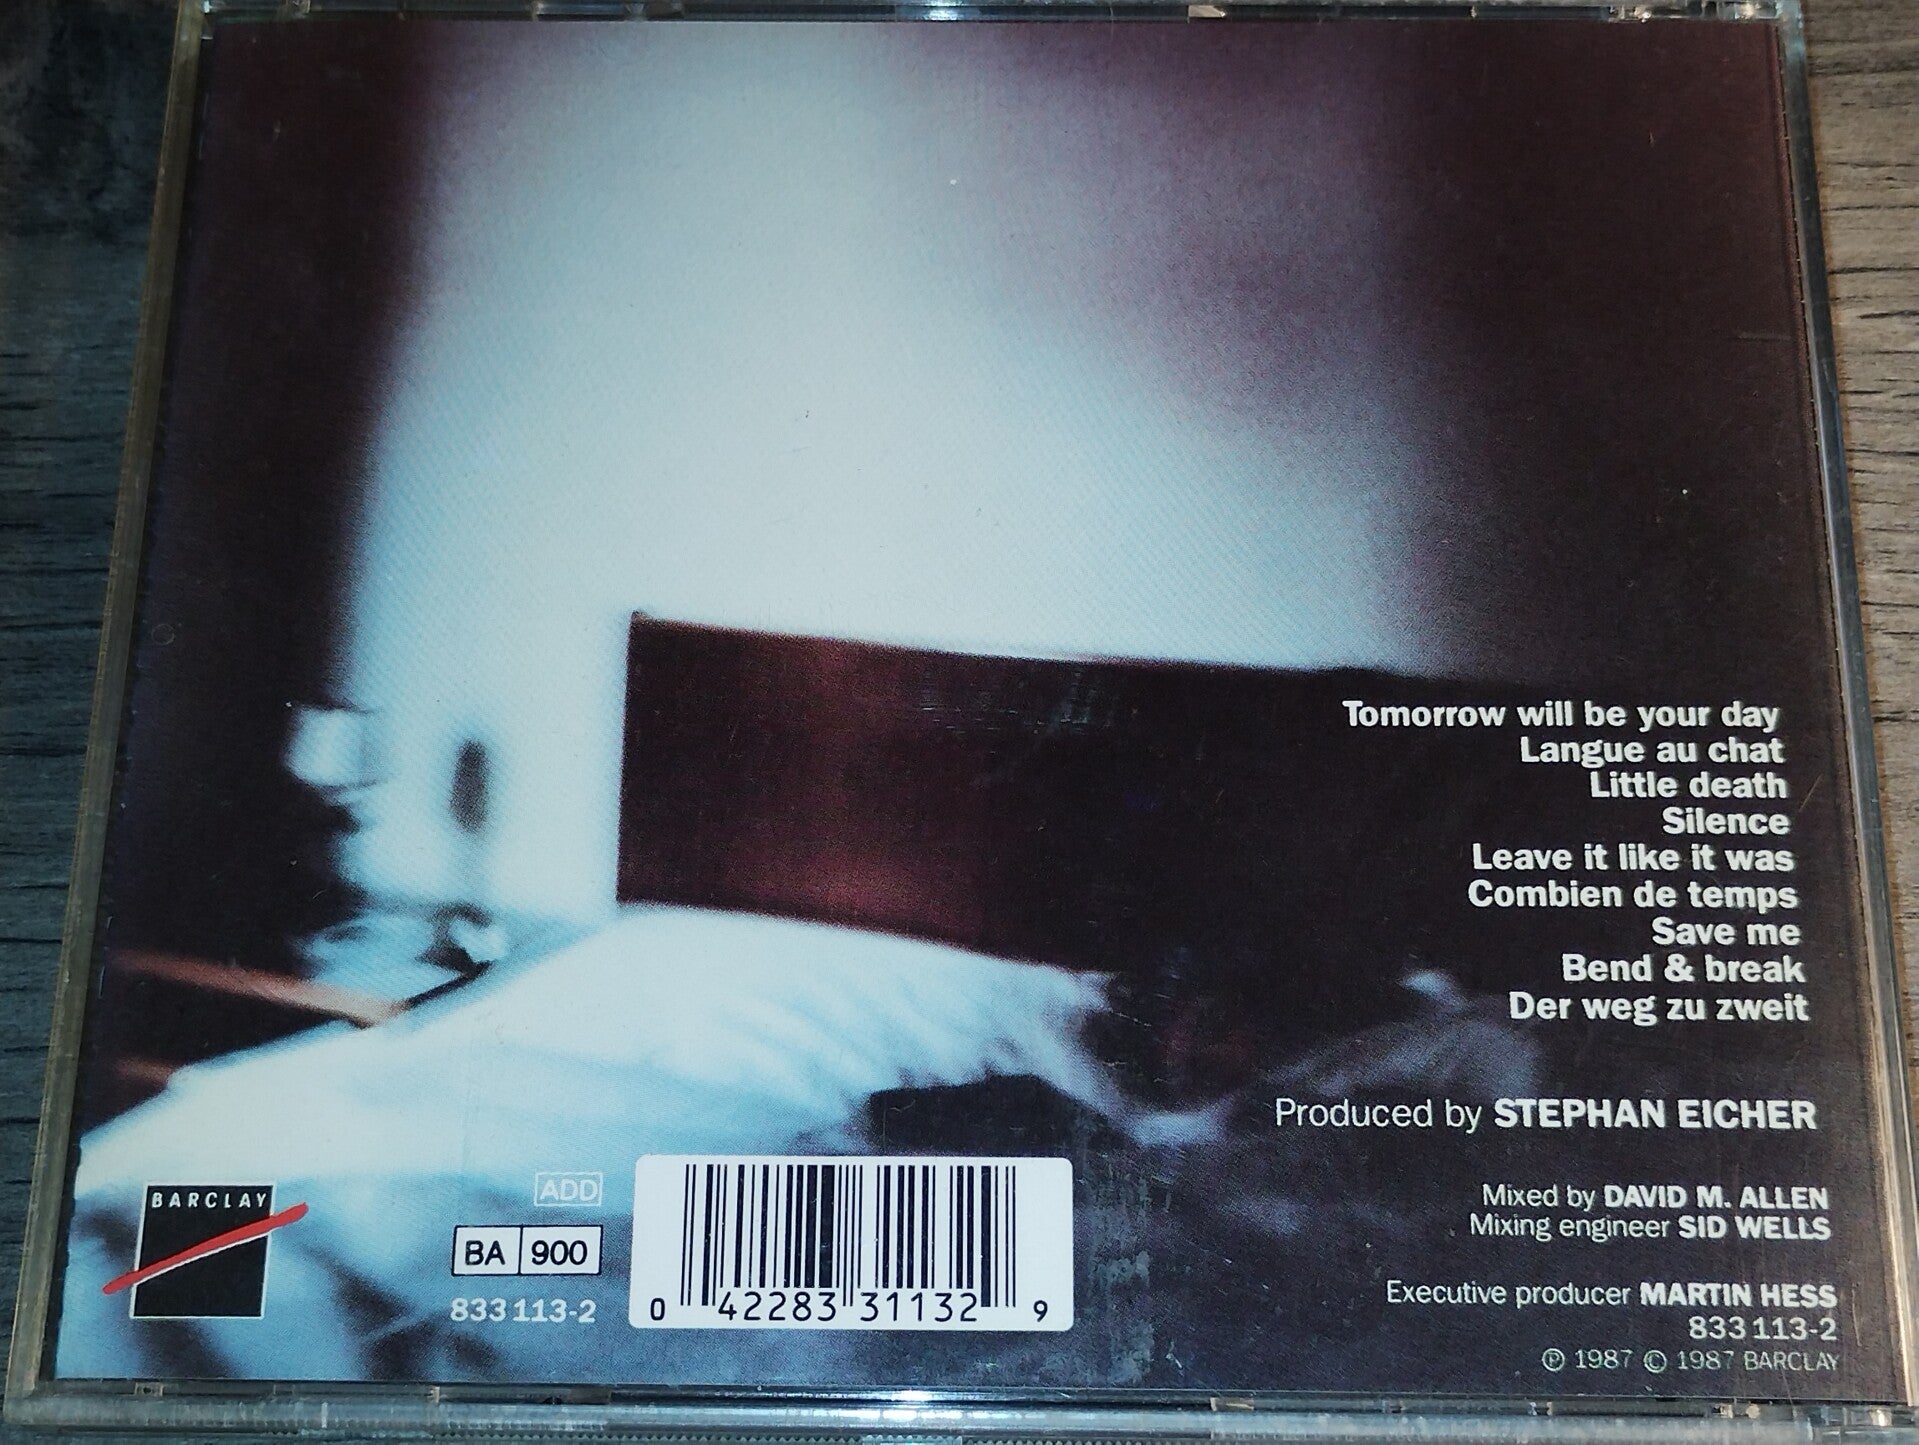 Tomorrow will be your day
Langue au chat
Little death
Silence
Leave it like it was
Combien de temps
Save me
Bend & break
Der weg zu zweit
Produced by STEPHAN EICHER
Mixed by DAVID M. ALLEN
Mixing engineer SID WELLS
Executive producer MARTIN HESS
833 113-2
℗ 1987 © 1987 BARCLAY
BARCLAY
ADD
BA 900
833 113-2
0 42283 31132 9